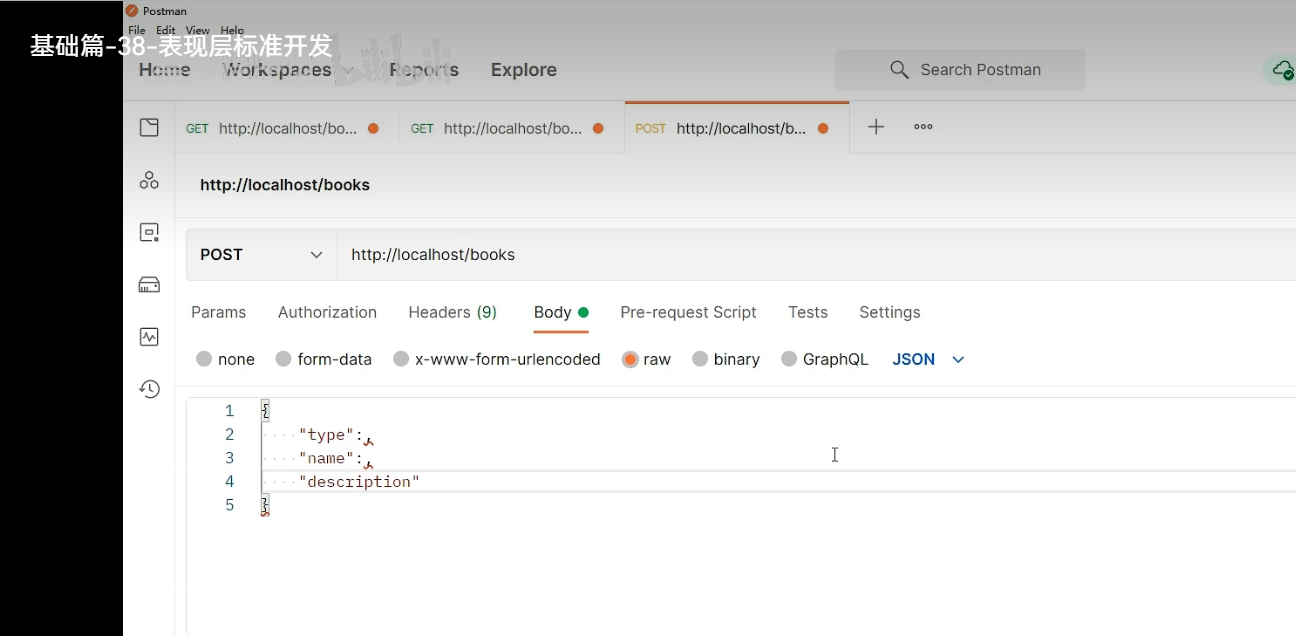 Postman
File Edit View Help
基础篇-38-表现层标准开发
Home Workspaces Reports Explore Search Postman
bilibili
GET http://localhost/bo... GET http://localhost/bo... POST http://localhost/b... + ooo
http://localhost/books
POST http://localhost/books
Params Authorization Headers (9) Body Pre-request Script Tests Settings
none form-data x-www-form-urlencoded raw binary GraphQL JSON
1 {
2 "type":,
3 "name":,
4 "description"
5 }